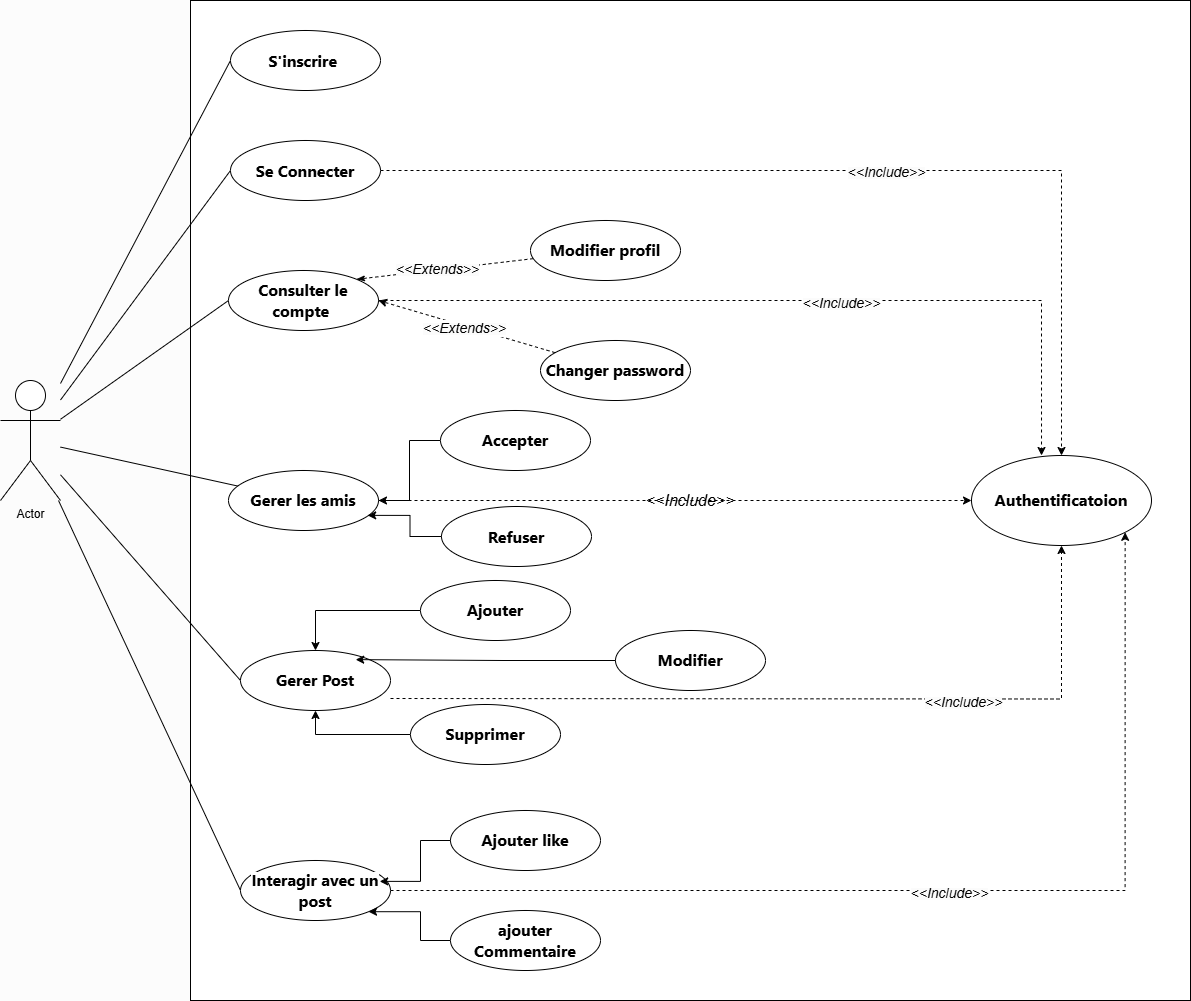 S'inscrire
Se Connecter
<<Include>>
Modifier profil
<<Extends>>
Consulter le
compte
<<Include>>
<<Extends>>
Changer password
Accepter
Gerer les amis
<<Include>>
Authentificatoion
Actor
Refuser
Ajouter
Modifier
Gerer Post
<<Include>>
Supprimer
Ajouter like
Interagir avec un
post
<<Include>>
ajouter
Commentaire